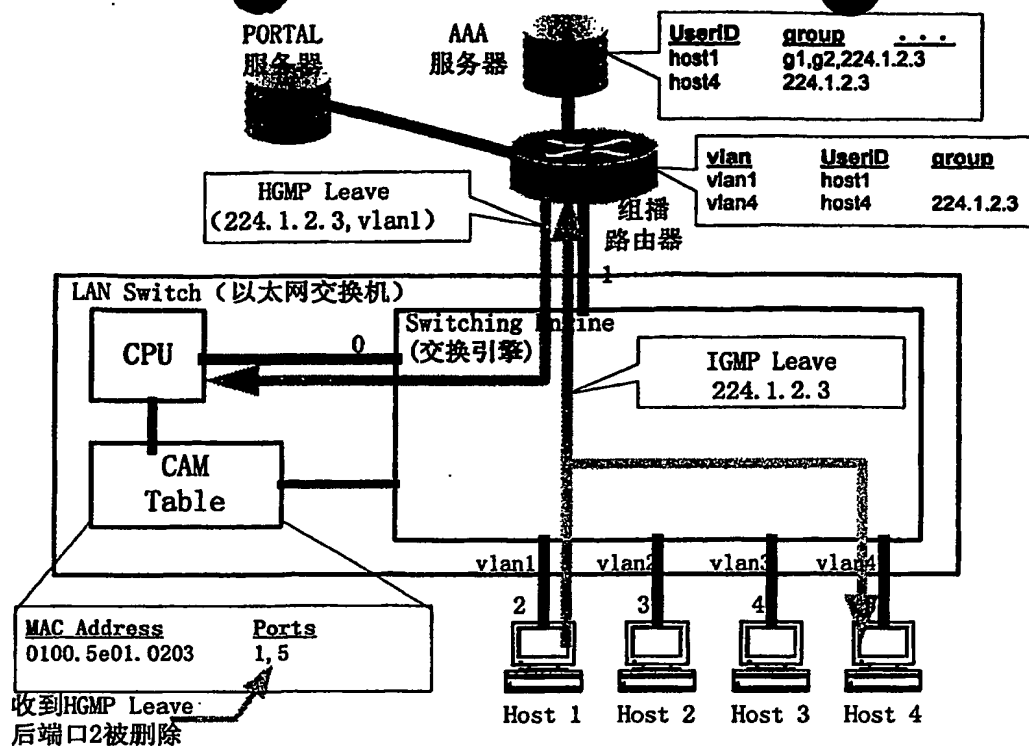 PORTAL
服务器
AAA
服务器
UserID group ...
host1 g1,g2,224.1.2.3
host4 224.1.2.3
vlan UserID group
vlan1 host1
vlan4 host4 224.1.2.3
HGMP Leave
(224.1.2.3,vlan1)
组播
路由器
1
LAN Switch（以太网交换机）
Switching Engine
(交换引擎)
CPU
0
IGMP Leave
224.1.2.3
CAM
Table
vlan1 vlan2 vlan3 vlan4
2 3 4
MAC Address Ports
0100.5e01.0203 1,5
收到HGMP Leave
后端口2被删除
Host 1 Host 2 Host 3 Host 4